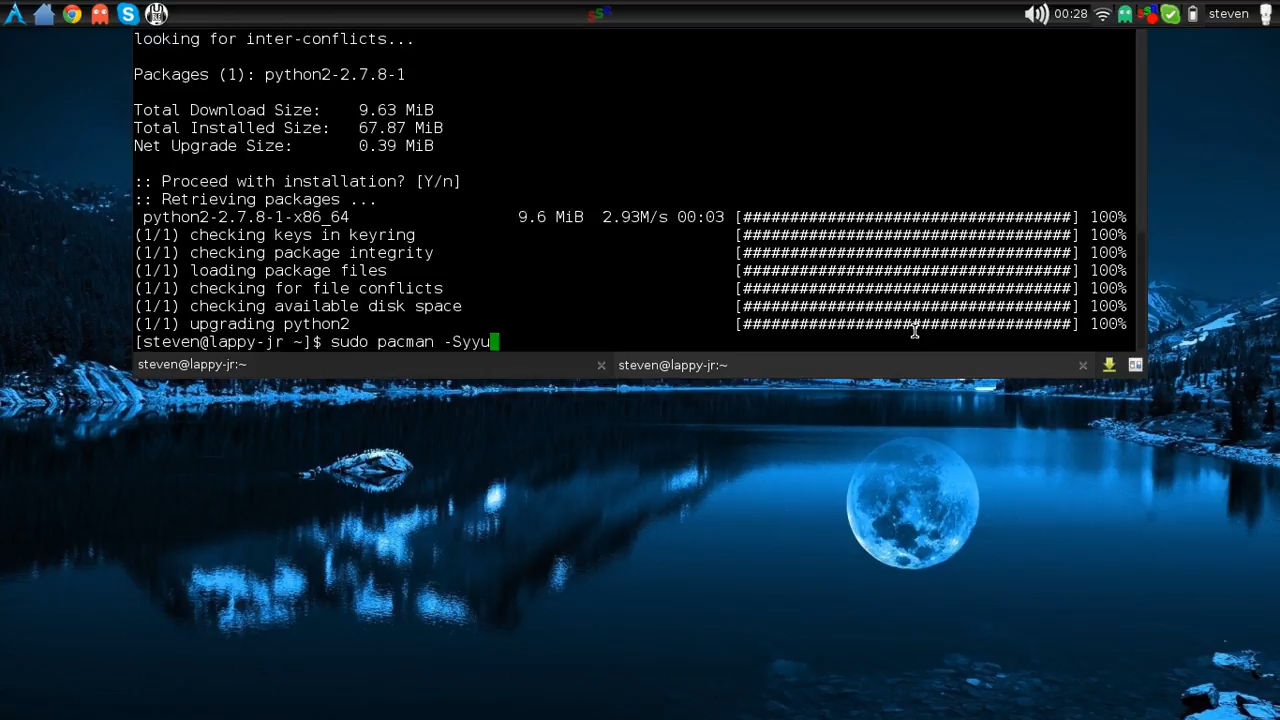 00:28
steven
looking for inter-conflicts...
Packages (1): python2-2.7.8-1
Total Download Size:    9.63 MiB
Total Installed Size:   67.87 MiB
Net Upgrade Size:       0.39 MiB
:: Proceed with installation? [Y/n]
:: Retrieving packages ...
python2-2.7.8-1-x86_64    9.6 MiB  2.93M/s 00:03 [###################################] 100%
(1/1) checking keys in keyring    [###################################] 100%
(1/1) checking package integrity    [###################################] 100%
(1/1) loading package files    [###################################] 100%
(1/1) checking for file conflicts    [###################################] 100%
(1/1) checking available disk space    [###################################] 100%
(1/1) upgrading python2    [###################################] 100%
[steven@lappy-jr ~]$ sudo pacman -Syyu
steven@lappy-jr:~
steven@lappy-jr:~